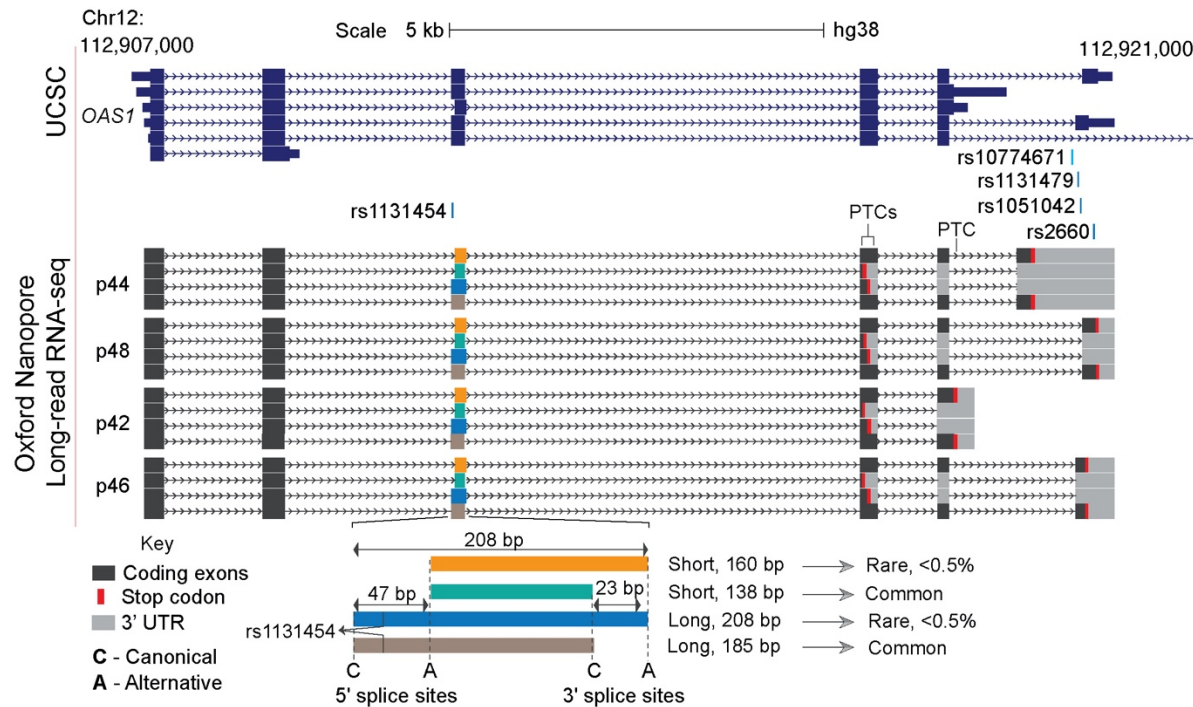 Chr12:
112,907,000
Scale 5 kb hg38
112,921,000
UCSC
OAS1
rs10774671
rs1131479
rs1131454
rs1051042
rs2660
PTCs
PTC
Oxford Nanopore
Long-read RNA-seq
p44
p48
p42
p46
Key
Coding exons
Stop codon
3' UTR
C - Canonical
A - Alternative
208 bp
47 bp
23 bp
rs1131454
Short, 160 bp Rare, <0.5%
Short, 138 bp Common
Long, 208 bp Rare, <0.5%
Long, 185 bp Common
C A C A
5' splice sites 3' splice sites